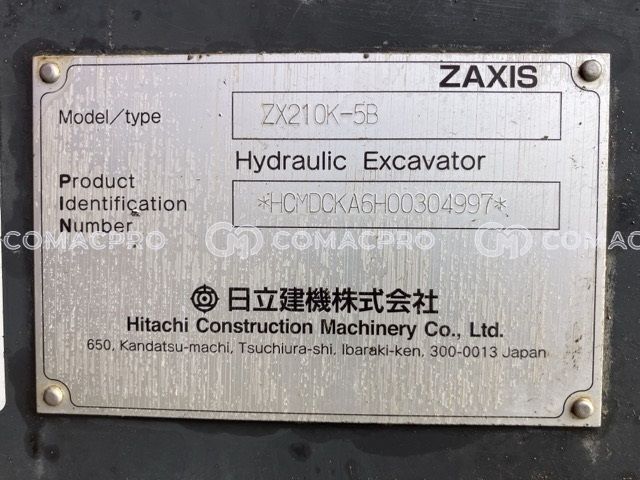 ZAXIS
Model/type ZX210K-5B
Hydraulic Excavator
Product
Identification
Number
*HCMDCKA6H00304997*
COMACPRO COMACPRO COMACPRO
日立建機株式会社
Hitachi Construction Machinery Co., Ltd.
650, Kandatsu-machi, Tsuchiura-shi, Ibaraki-ken, 300-0013 Japan